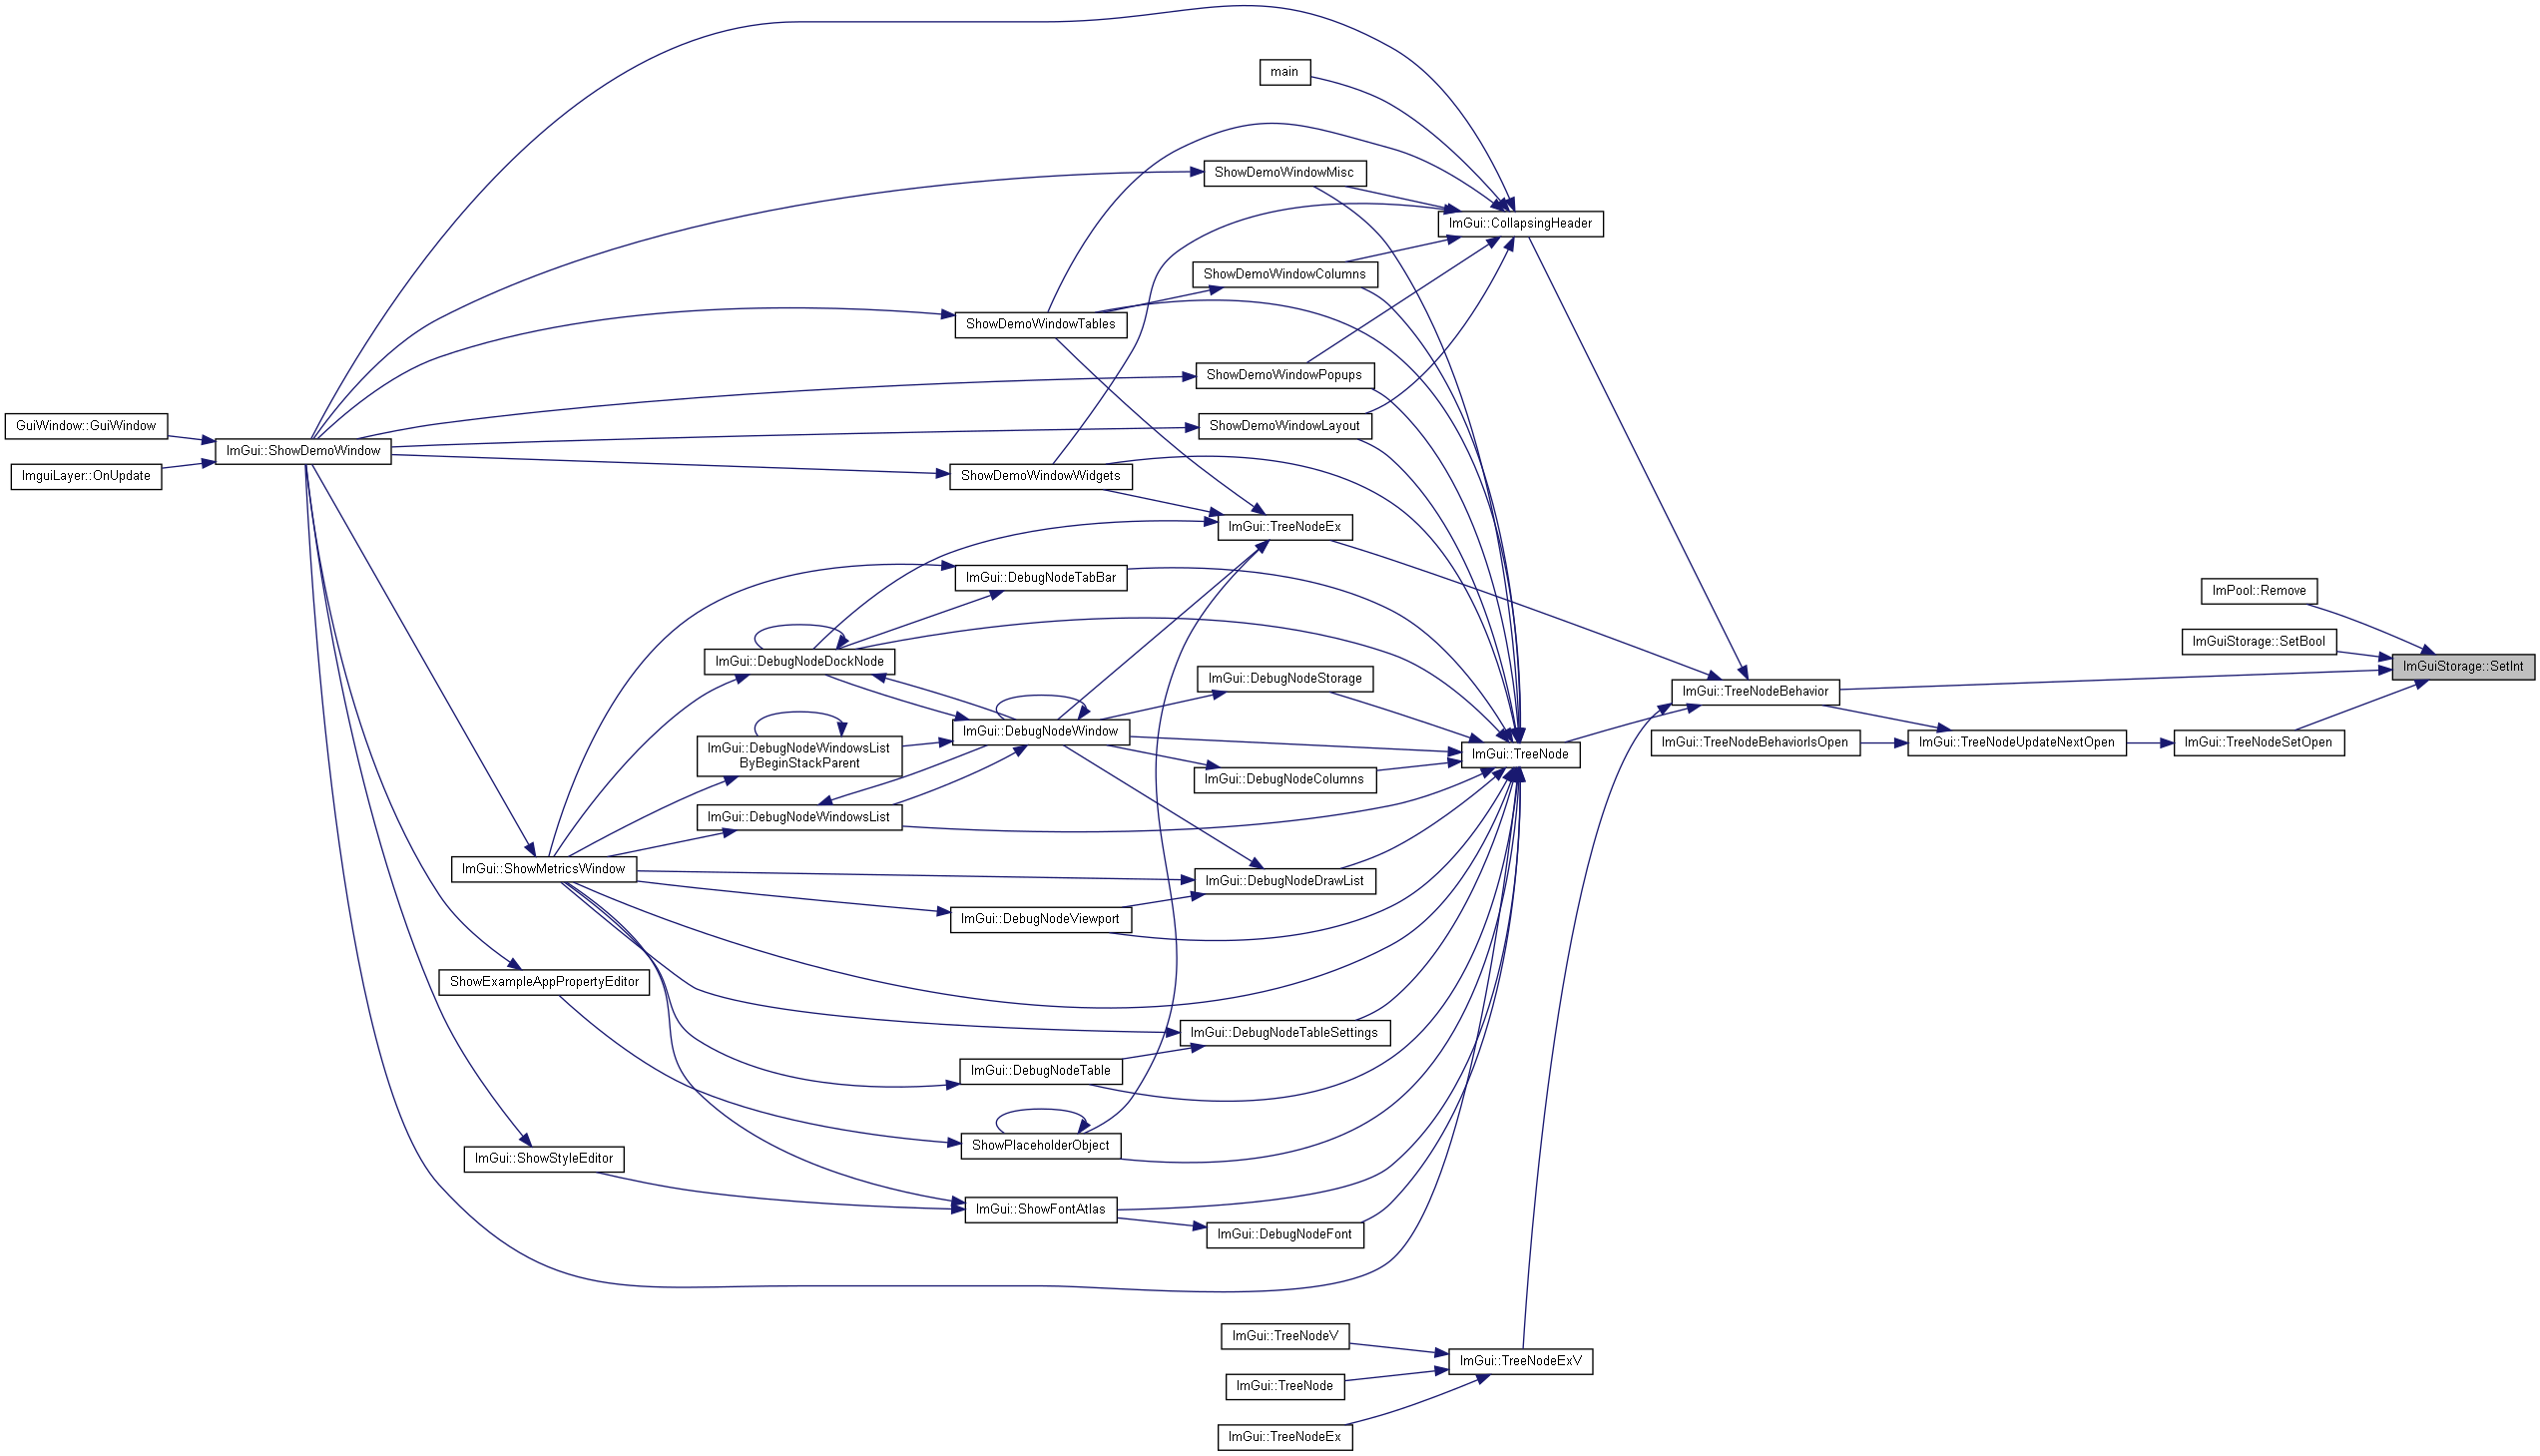 main
ShowDemoWindowMisc
ImGui::CollapsingHeader
ShowDemoWindowColumns
ShowDemoWindowTables
ShowDemoWindowPopups
GuiWindow::GuiWindow
ShowDemoWindowLayout
ImGui::ShowDemoWindow
ImguiLayer::OnUpdate
ShowDemoWindowWidgets
ImGui::TreeNodeEx
ImGui::DebugNodeTabBar
ImPool::Remove
ImGuiStorage::SetBool
ImGui::DebugNodeDockNode
ImGuiStorage::SetInt
ImGui::DebugNodeStorage
ImGui::TreeNodeBehavior
ImGui::DebugNodeWindow
ImGui::TreeNodeBehaviorIsOpen
ImGui::TreeNodeUpdateNextOpen
ImGui::TreeNodeSetOpen
ImGui::DebugNodeWindowsList
ByBeginStackParent
ImGui::TreeNode
ImGui::DebugNodeColumns
ImGui::DebugNodeWindowsList
ImGui::ShowMetricsWindow
ImGui::DebugNodeDrawList
ImGui::DebugNodeViewport
ShowExampleAppPropertyEditor
ImGui::DebugNodeTableSettings
ImGui::DebugNodeTable
ShowPlaceholderObject
ImGui::ShowStyleEditor
ImGui::ShowFontAtlas
ImGui::DebugNodeFont
ImGui::TreeNodeV
ImGui::TreeNodeExV
ImGui::TreeNode
ImGui::TreeNodeEx